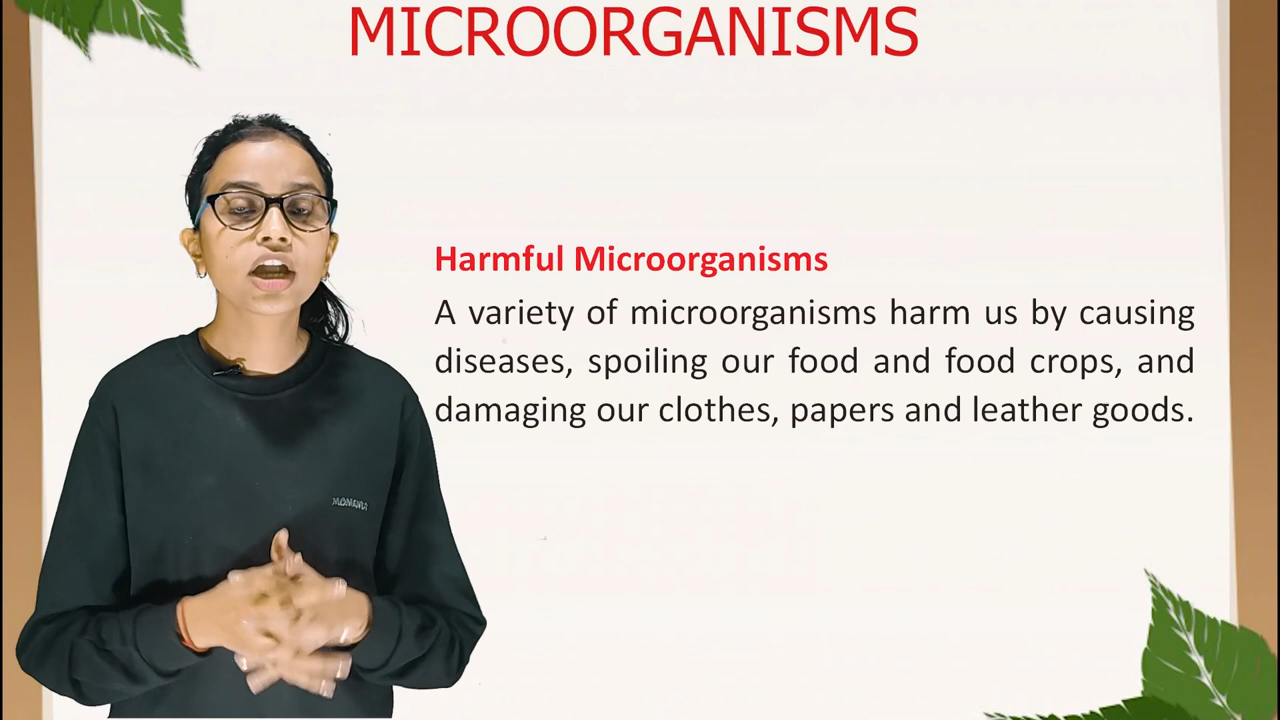 MICROORGANISMS
Harmful Microorganisms
A variety of microorganisms harm us by causing
diseases, spoiling our food and food crops, and
damaging our clothes, papers and leather goods.